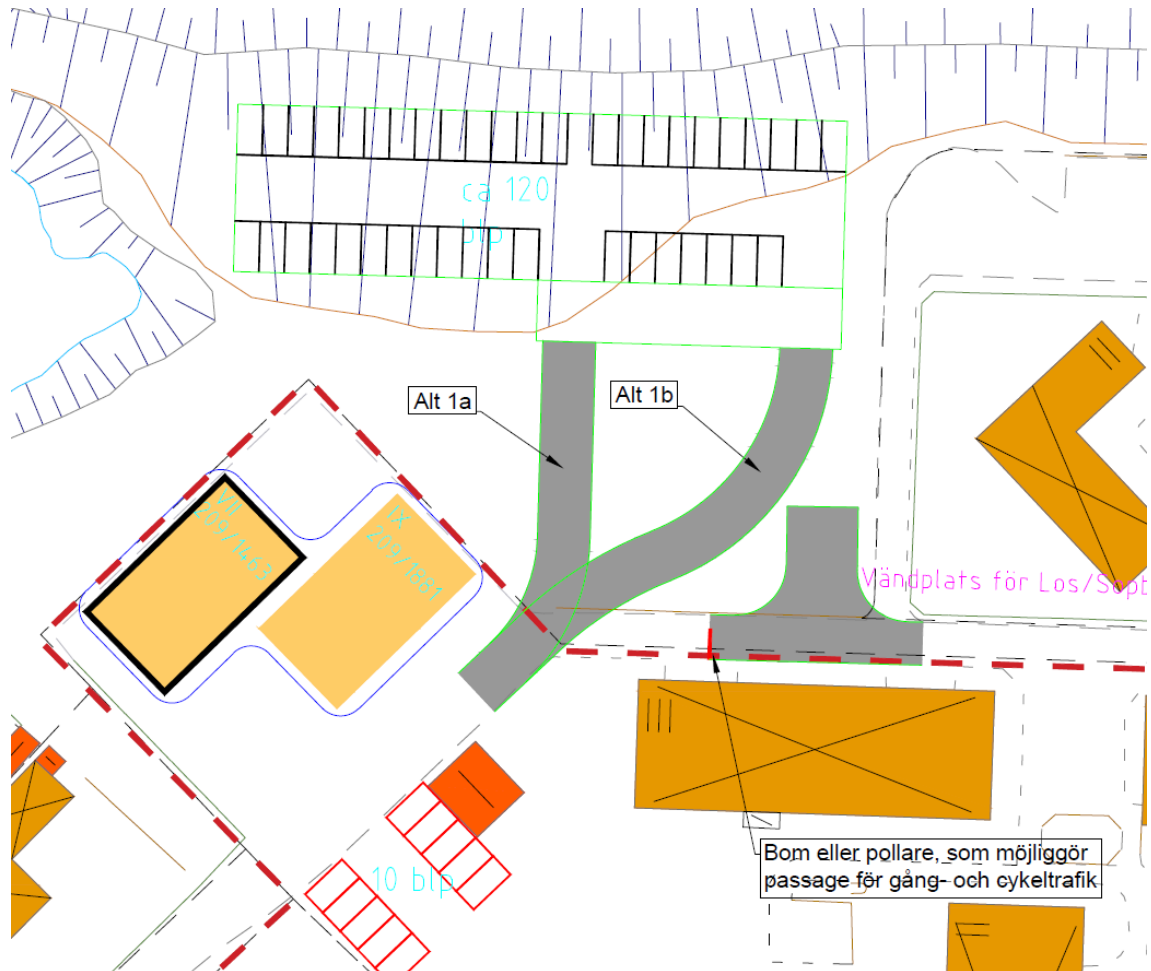 ca 120
blp
Alt 1a
Alt 1b
VII
209/1463
IX
209/1881
Vändplats för Los/Sopb
10 blp
Bom eller pollare, som möjliggör
passage för gång- och cykeltrafik